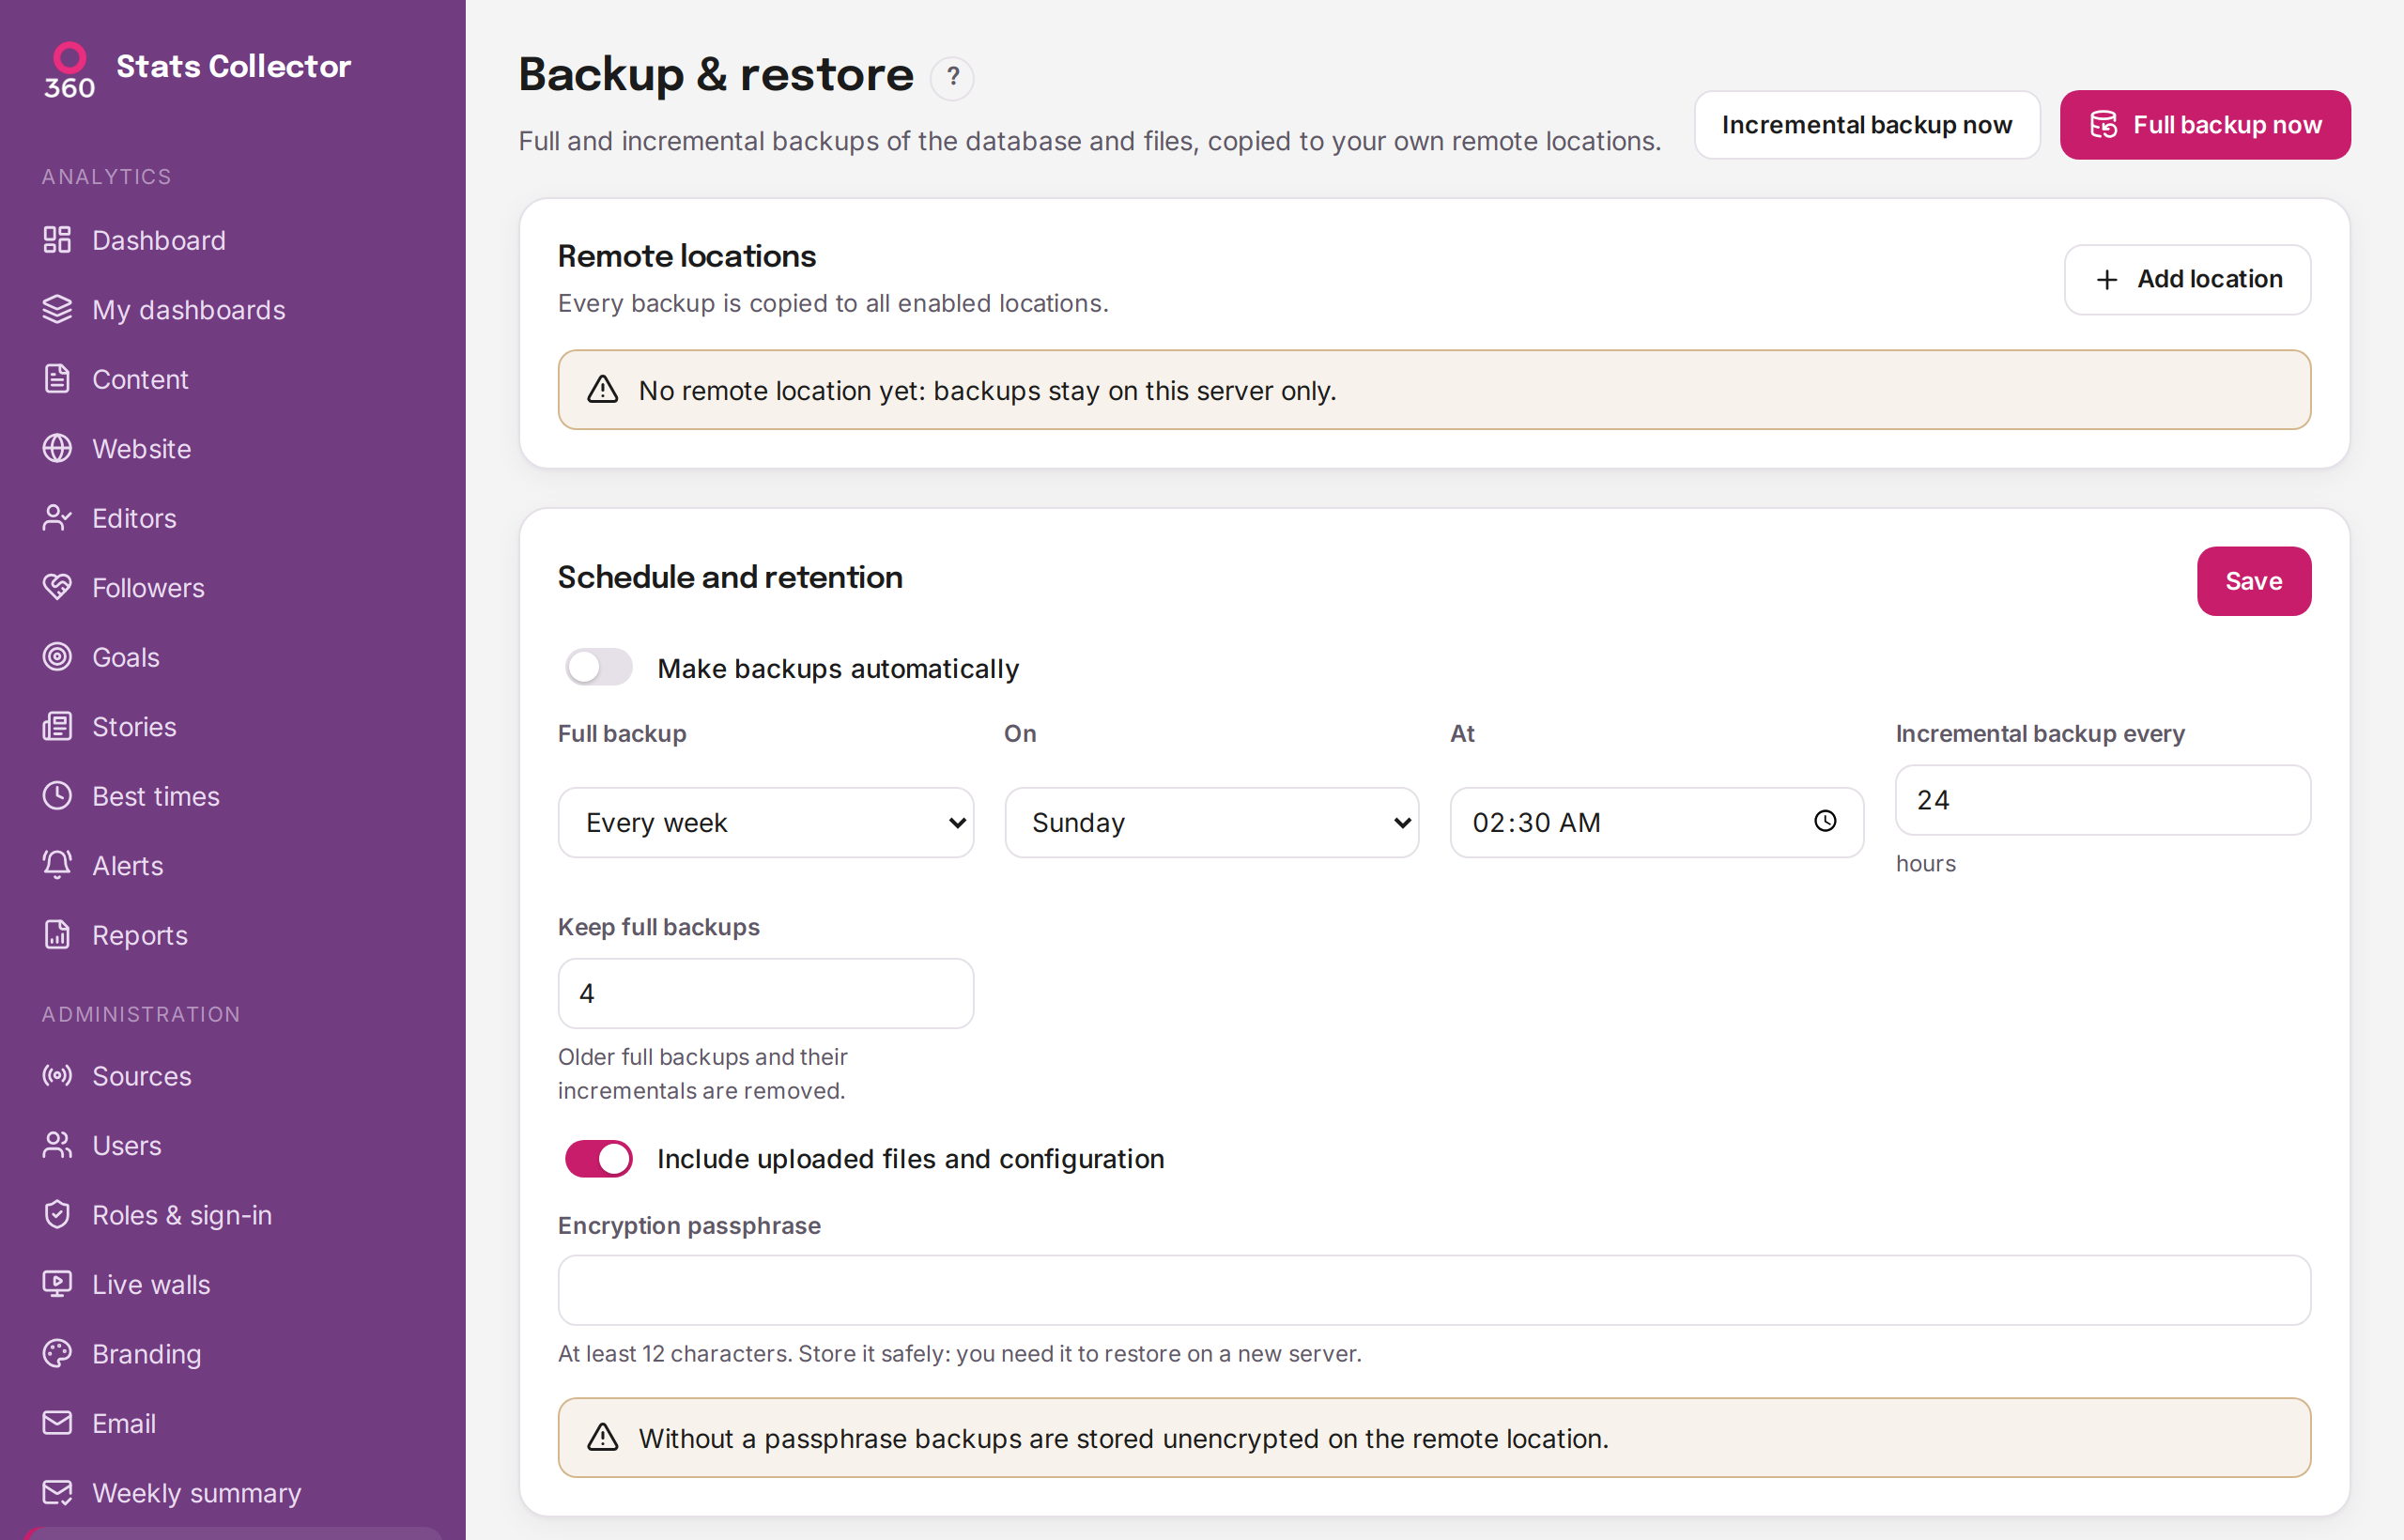 360
Stats Collector
ANALYTICS
Dashboard
My dashboards
Content
Website
Editors
Followers
Goals
Stories
Best times
Alerts
Reports
ADMINISTRATION
Sources
Users
Roles & sign-in
Live walls
Branding
Email
Weekly summary
Backup & restore ?
Full and incremental backups of the database and files, copied to your own remote locations.
Incremental backup now
Full backup now
Remote locations
Every backup is copied to all enabled locations.
Add location
No remote location yet: backups stay on this server only.
Schedule and retention
Save
Make backups automatically
Full backup
Every week
On
Sunday
At
02:30 AM
Incremental backup every
24
hours
Keep full backups
4
Older full backups and their
incrementals are removed.
Include uploaded files and configuration
Encryption passphrase
At least 12 characters. Store it safely: you need it to restore on a new server.
Without a passphrase backups are stored unencrypted on the remote location.